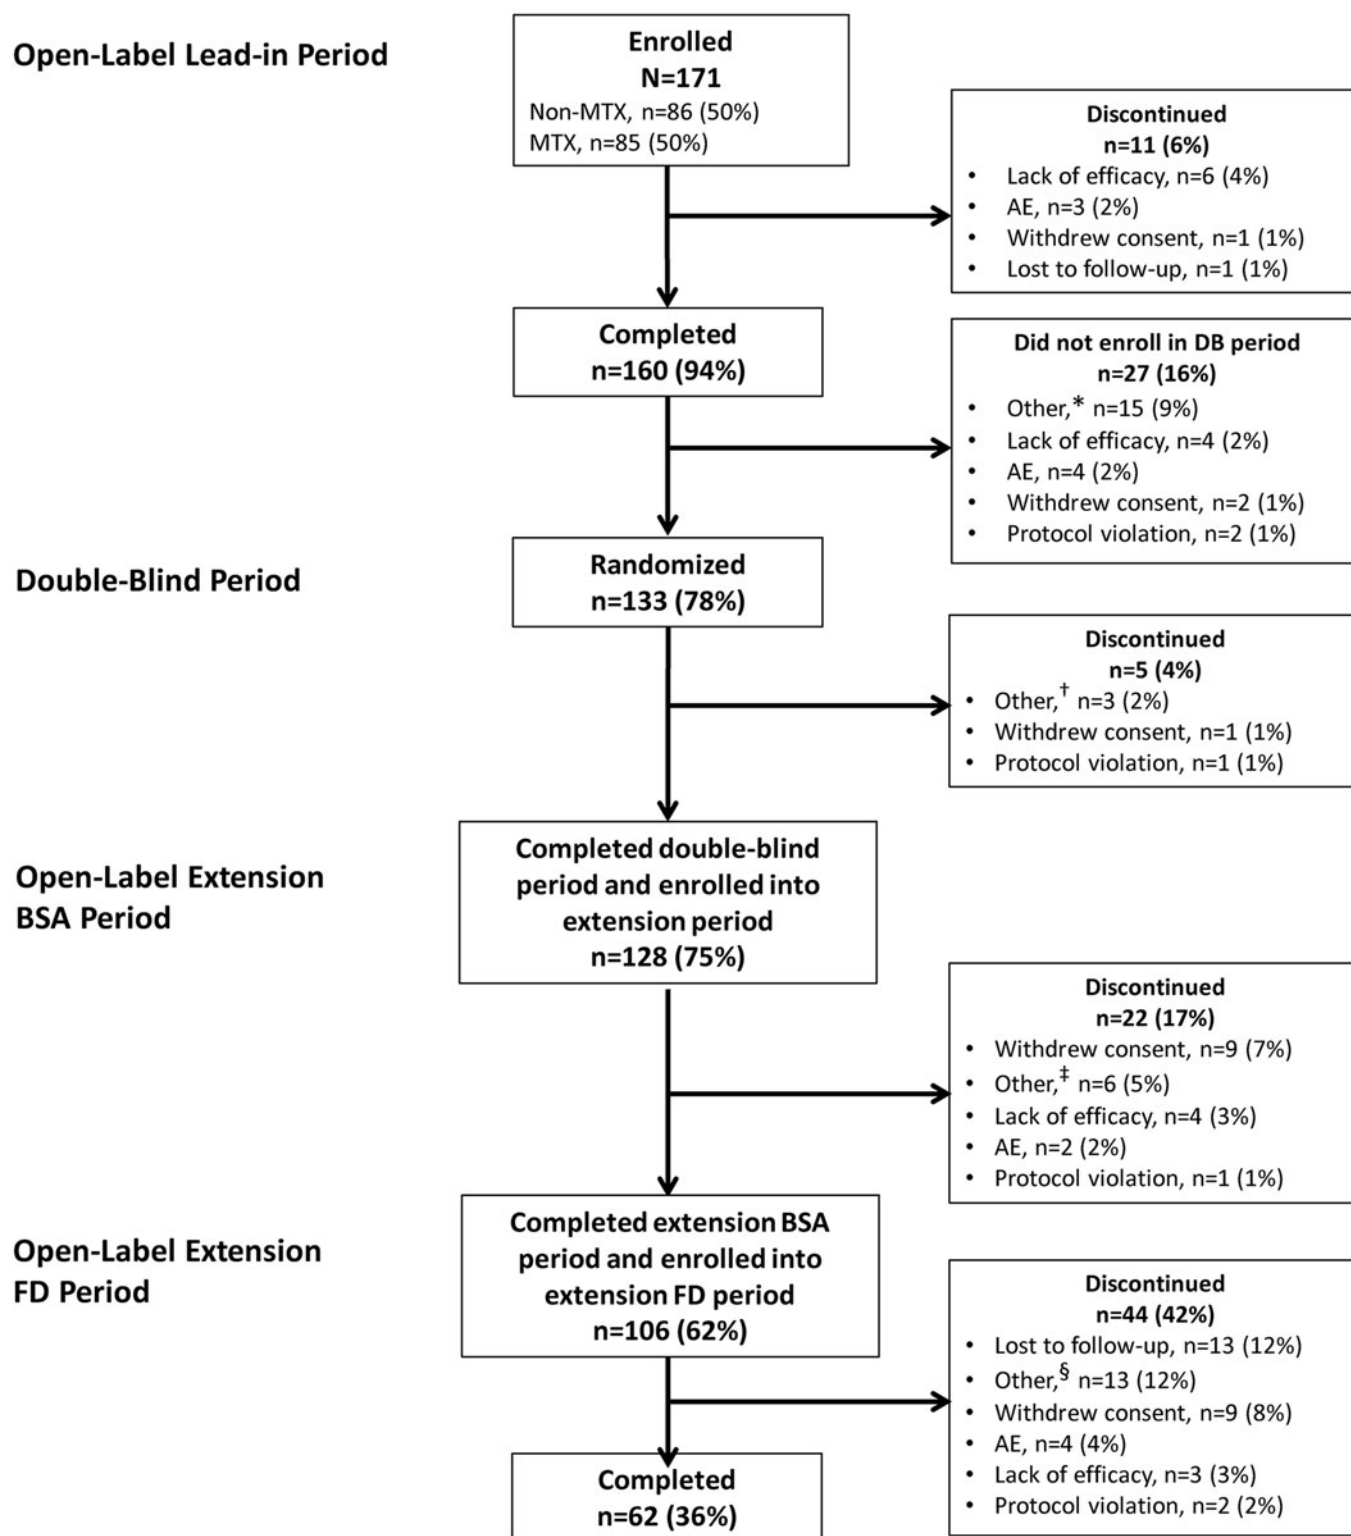 Open-Label Lead-in Period
Enrolled
N=171
Non-MTX, n=86 (50%)
MTX, n=85 (50%)
Discontinued
n=11 (6%)
• Lack of efficacy, n=6 (4%)
• AE, n=3 (2%)
• Withdrew consent, n=1 (1%)
• Lost to follow-up, n=1 (1%)
Completed
n=160 (94%)
Did not enroll in DB period
n=27 (16%)
• Other,* n=15 (9%)
• Lack of efficacy, n=4 (2%)
• AE, n=4 (2%)
• Withdrew consent, n=2 (1%)
• Protocol violation, n=2 (1%)
Double-Blind Period
Randomized
n=133 (78%)
Discontinued
n=5 (4%)
• Other,† n=3 (2%)
• Withdrew consent, n=1 (1%)
• Protocol violation, n=1 (1%)
Open-Label Extension
BSA Period
Completed double-blind
period and enrolled into
extension period
n=128 (75%)
Discontinued
n=22 (17%)
• Withdrew consent, n=9 (7%)
• Other,‡ n=6 (5%)
• Lack of efficacy, n=4 (3%)
• AE, n=2 (2%)
• Protocol violation, n=1 (1%)
Open-Label Extension
FD Period
Completed extension BSA
period and enrolled into
extension FD period
n=106 (62%)
Discontinued
n=44 (42%)
• Lost to follow-up, n=13 (12%)
• Other,§ n=13 (12%)
• Withdrew consent, n=9 (8%)
• AE, n=4 (4%)
• Lack of efficacy, n=3 (3%)
• Protocol violation, n=2 (2%)
Completed
n=62 (36%)